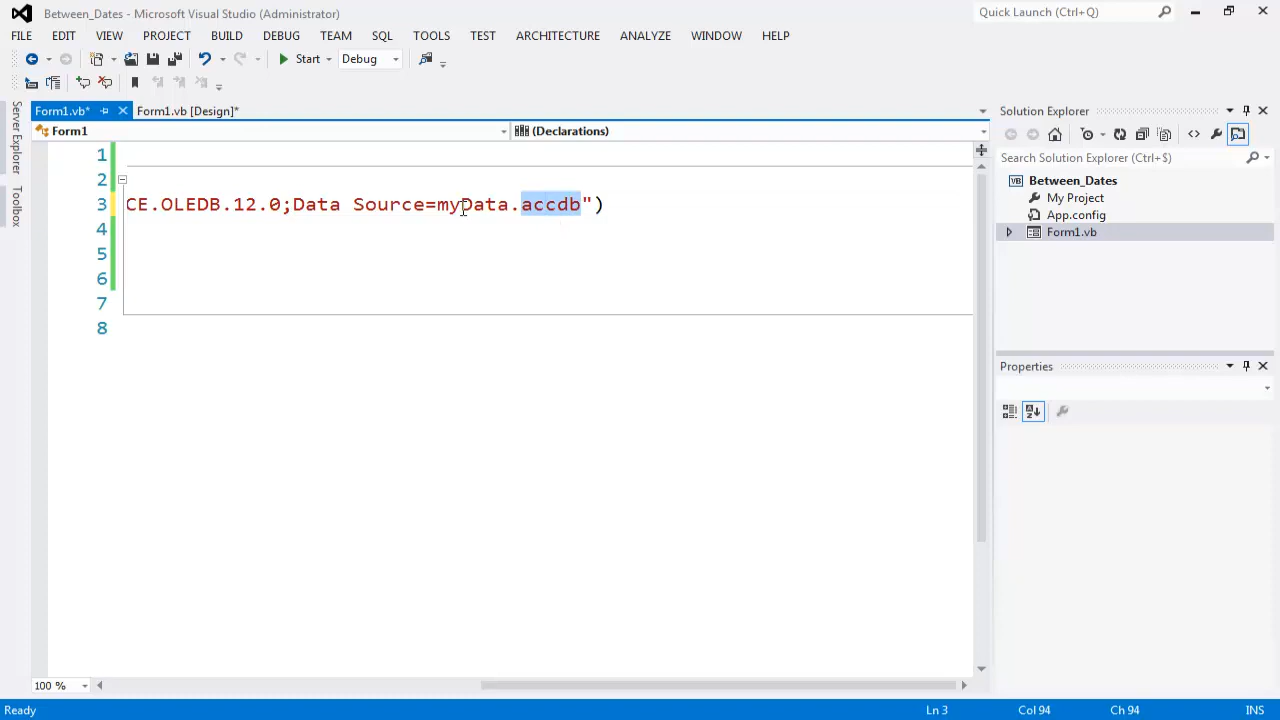 Between_Dates - Microsoft Visual Studio (Administrator)
Quick Launch (Ctrl+Q)
FILE EDIT VIEW PROJECT BUILD DEBUG TEAM SQL TOOLS TEST ARCHITECTURE ANALYZE WINDOW HELP
Start Debug
Form1.vb* Form1.vb [Design]*
Form1 (Declarations)
Server Explorer
Toolbox
1
2
3 CE.OLEDB.12.0;Data Source=myData.accdb")
4
5
6
7
8
100 %
Solution Explorer
Search Solution Explorer (Ctrl+$)
Between_Dates
My Project
App.config
Form1.vb
Properties
Ready Ln 3 Col 94 Ch 94 INS